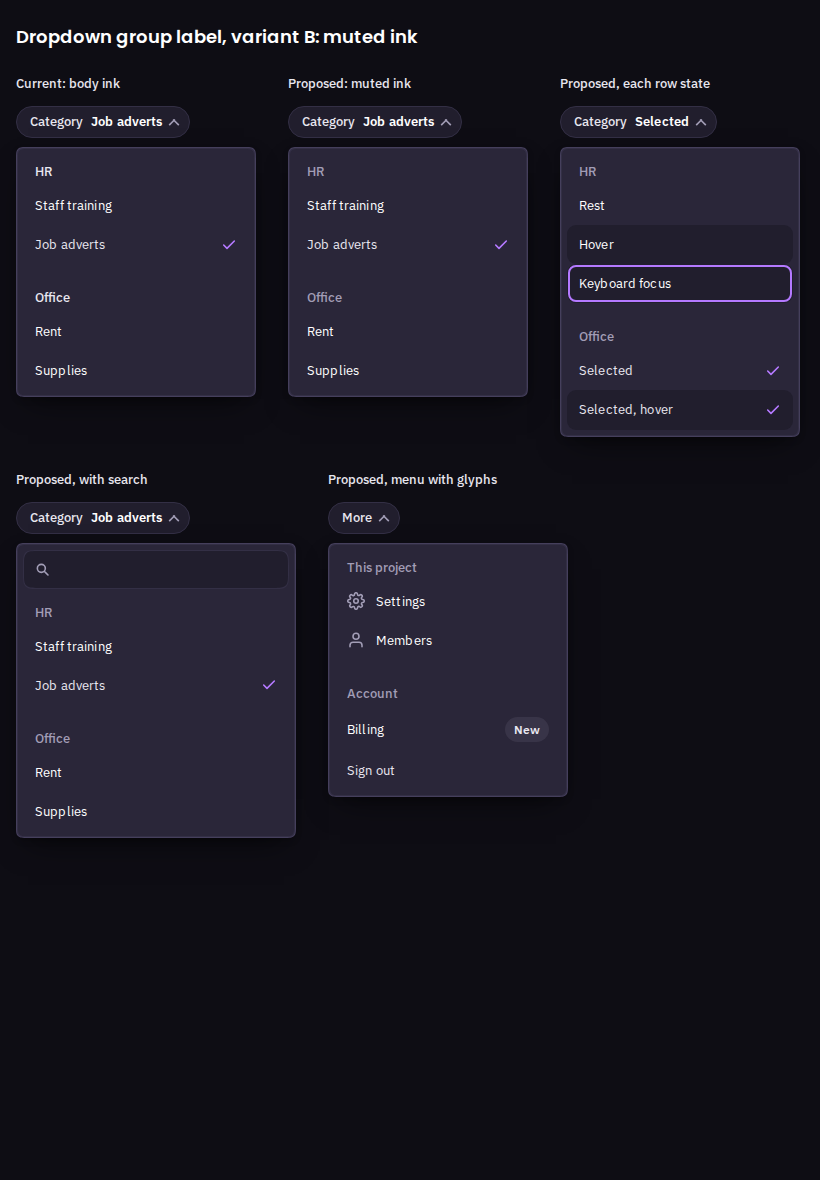 Dropdown group label, variant B: muted ink
Current: body ink
Category Job adverts
HR
Staff training
Job adverts
Office
Rent
Supplies
Proposed: muted ink
Category Job adverts
HR
Staff training
Job adverts
Office
Rent
Supplies
Proposed, each row state
Category Selected
HR
Rest
Hover
Keyboard focus
Office
Selected
Selected, hover
Proposed, with search
Category Job adverts
HR
Staff training
Job adverts
Office
Rent
Supplies
Proposed, menu with glyphs
More
This project
Settings
Members
Account
Billing New
Sign out